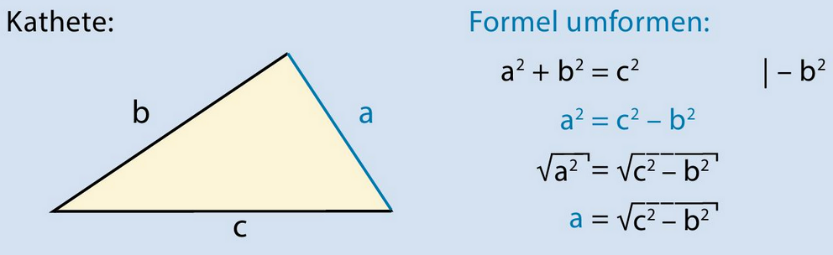 Kathete:
b
a
c
Formel umformen:
a² + b² = c² | – b²
a² = c² – b²
√a² = √c² – b²
a = √c² – b²